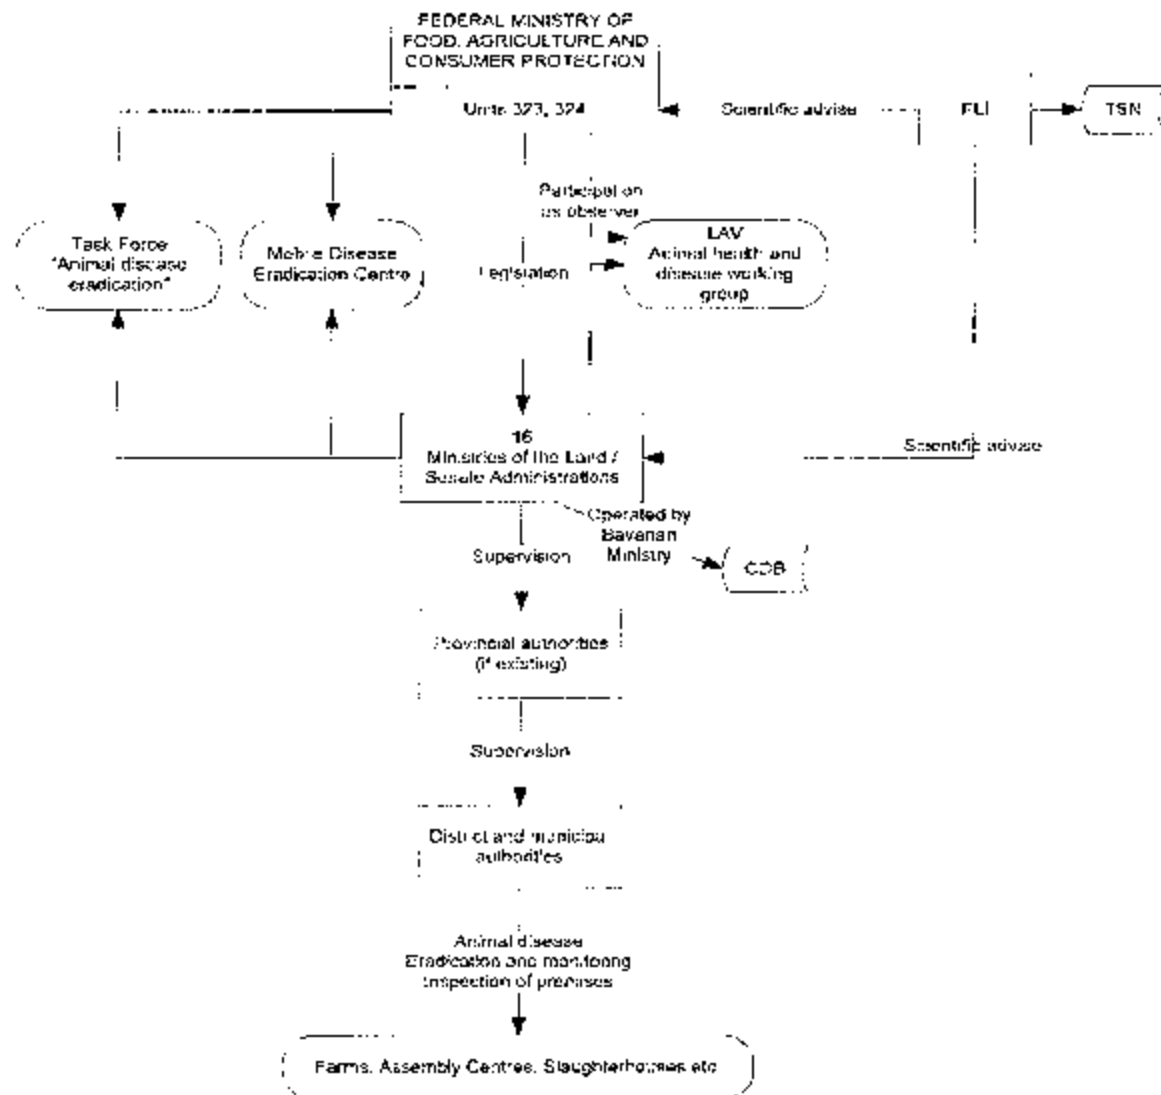 FEDERAL MINISTRY OF
FOOD, AGRICULTURE AND
CONSUMER PROTECTION
Units 323, 324
Scientific advise
FLI
TSN
Participation
as observer
Task Force
"Animal disease
eradication"
Mobile Disease
Eradication Centre
Legislation
LAV
Animal health and
disease working
group
16
Ministries of the Land /
Senate Administrations
Scientific advise
Operated by
Bavarian
Ministry
Supervision
CDB
Provincial authorities
(if existing)
Supervision
District and municipal
authorities
Animal disease
Eradication and monitoring
Inspection of premises
Farms, Assembly Centres, Slaughterhouses etc